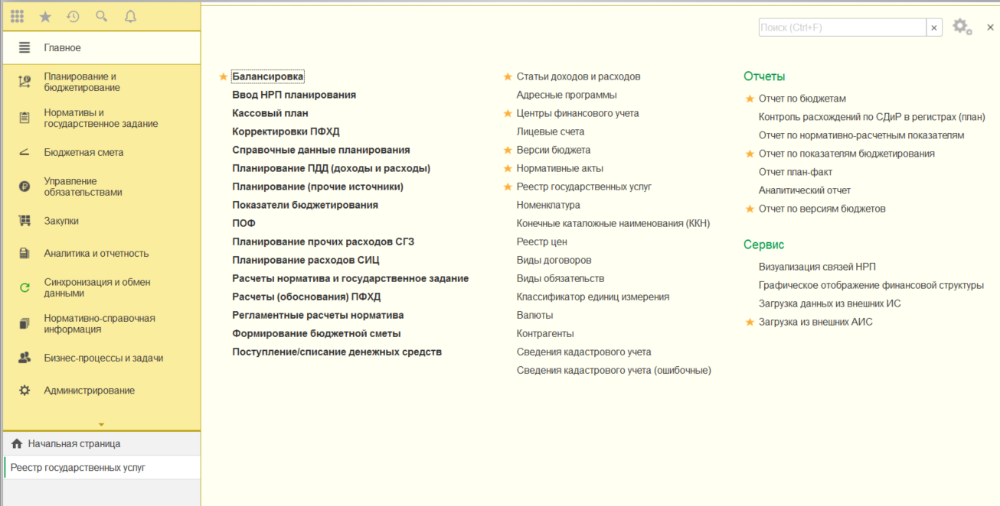 Главное
Планирование и
бюджетирование
Нормативы и
государственное задание
Бюджетная смета
Управление
обязательствами
Закупки
Аналитика и отчетность
Синхронизация и обмен
данными
Нормативно-справочная
информация
Бизнес-процессы и задачи
Администрирование
Начальная страница
Реестр государственных услуг
Поиск (Ctrl+F)
Балансировка
Ввод НРП планирования
Кассовый план
Корректировки ПФХД
Справочные данные планирования
Планирование ПДД (доходы и расходы)
Планирование (прочие источники)
Показатели бюджетирования
ПОФ
Планирование прочих расходов СГЗ
Планирование расходов СИЦ
Расчеты норматива и государственное задание
Расчеты (обоснования) ПФХД
Регламентные расчеты норматива
Формирование бюджетной сметы
Поступление/списание денежных средств
Статьи доходов и расходов
Адресные программы
Центры финансового учета
Лицевые счета
Версии бюджета
Нормативные акты
Реестр государственных услуг
Номенклатура
Конечные каталожные наименования (ККН)
Реестр цен
Виды договоров
Виды обязательств
Классификатор единиц измерения
Валюты
Контрагенты
Сведения кадастрового учета
Сведения кадастрового учета (ошибочные)
Отчеты
Отчет по бюджетам
Контроль расхождений по СДиР в регистрах (план)
Отчет по нормативно-расчетным показателям
Отчет по показателям бюджетирования
Отчет план-факт
Аналитический отчет
Отчет по версиям бюджетов
Сервис
Визуализация связей НРП
Графическое отображение финансовой структуры
Загрузка данных из внешних ИС
Загрузка из внешних АИС